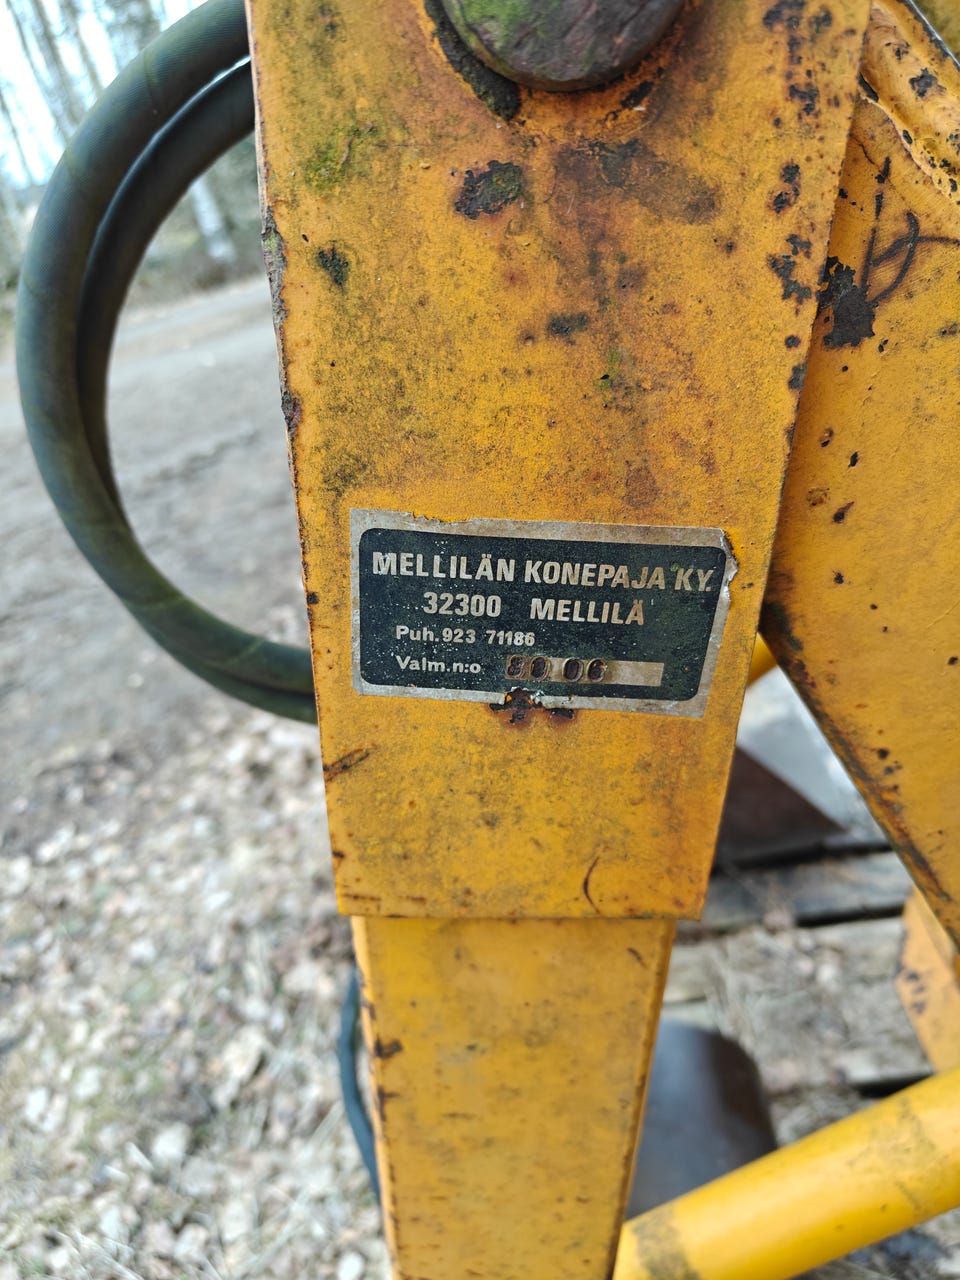 MELLILÄN KONEPAJA KY.
32300 MELLILÄ
Puh. 923 71186
Valm. n:o 80 06